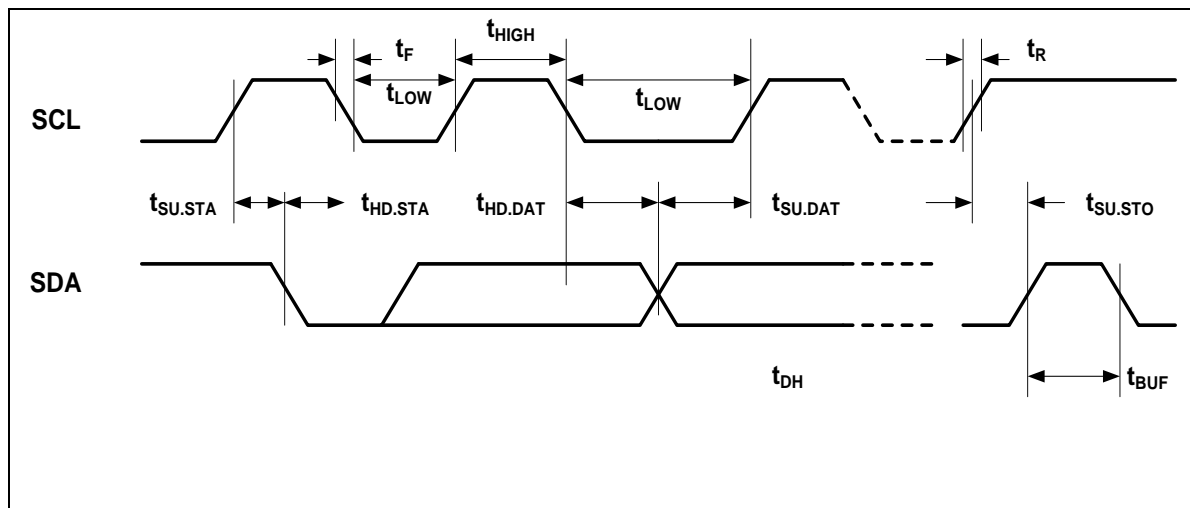 tF
tHIGH
tR
tLOW
tLOW
SCL
tSU.STA
tHD.STA
tHD.DAT
tSU.DAT
tSU.STO
SDA
tDH
tBUF